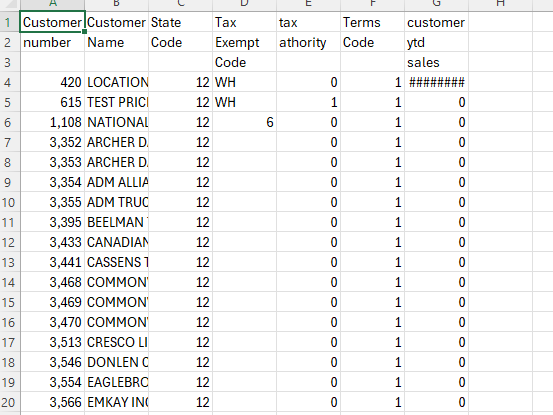 A B C D E F G H
1 Customer Customer State Tax tax Terms customer
2 number Name Code Exempt athority Code ytd
3 Code sales
4 420 LOCATION 12 WH 0 1 ########
5 615 TEST PRICI 12 WH 1 1 0
6 1,108 NATIONAL 12 6 0 1 0
7 3,352 ARCHER D. 12 0 1 0
8 3,353 ARCHER D. 12 0 1 0
9 3,354 ADM ALLIA 12 0 1 0
10 3,355 ADM TRUC 12 0 1 0
11 3,395 BEELMAN 12 0 1 0
12 3,433 CANADIAN 12 0 1 0
13 3,441 CASSENS T 12 0 1 0
14 3,468 COMMON 12 0 1 0
15 3,469 COMMON 12 0 1 0
16 3,470 COMMON 12 0 1 0
17 3,513 CRESCO LI 12 0 1 0
18 3,546 DONLEN C 12 0 1 0
19 3,554 EAGLEBRO 12 0 1 0
20 3,566 EMKAY IN 12 0 1 0